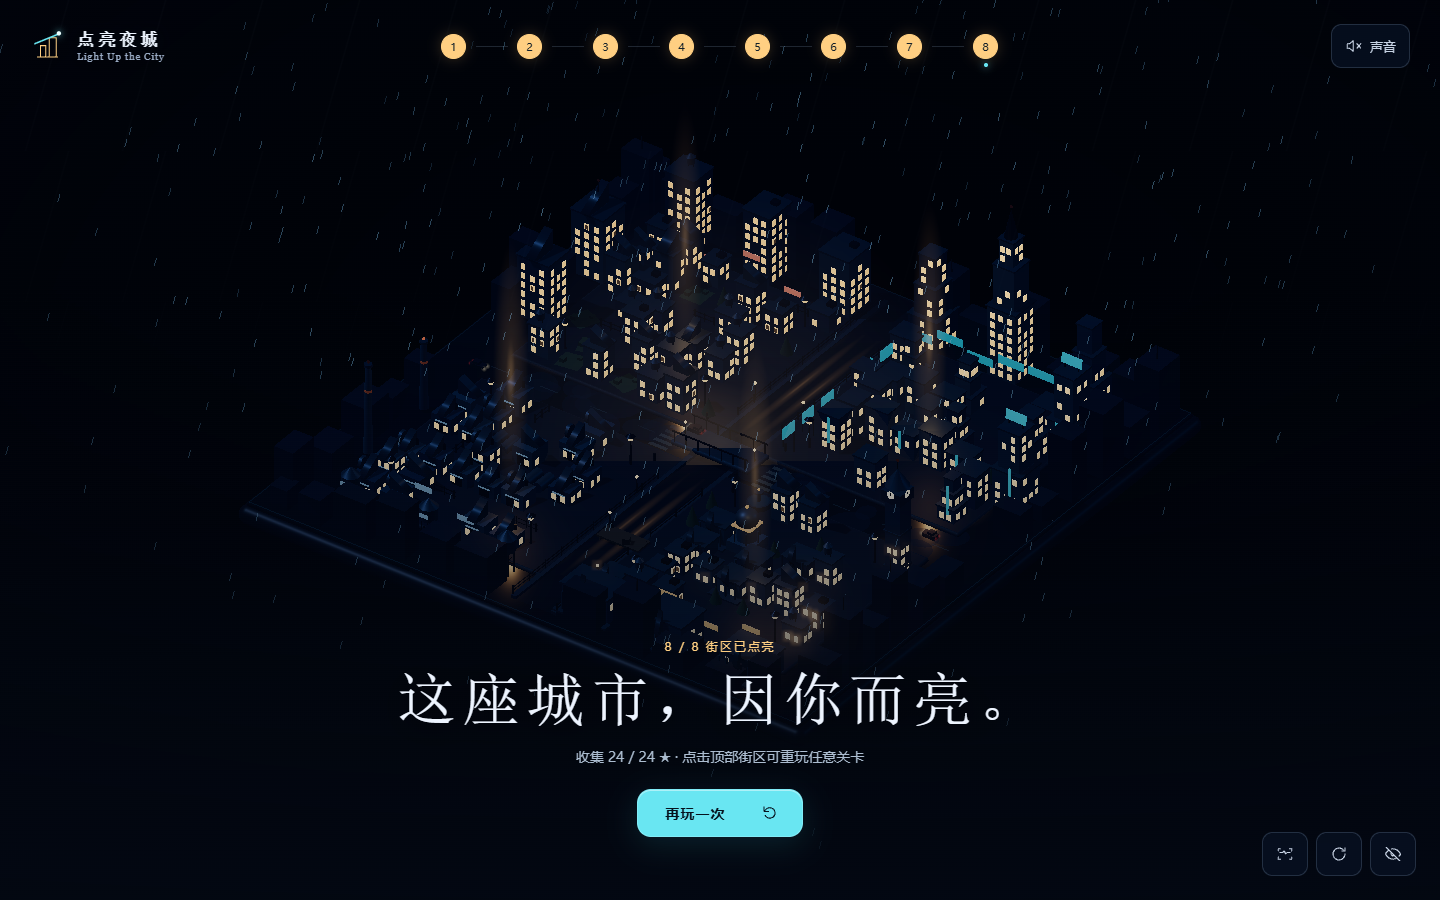 点亮夜城
Light Up the City
1 2 3 4 5 6 7 8
声音
8 / 8 街区已点亮
这座城市，因你而亮。
收集 24 / 24 ★ · 点击顶部街区可重玩任意关卡
再玩一次